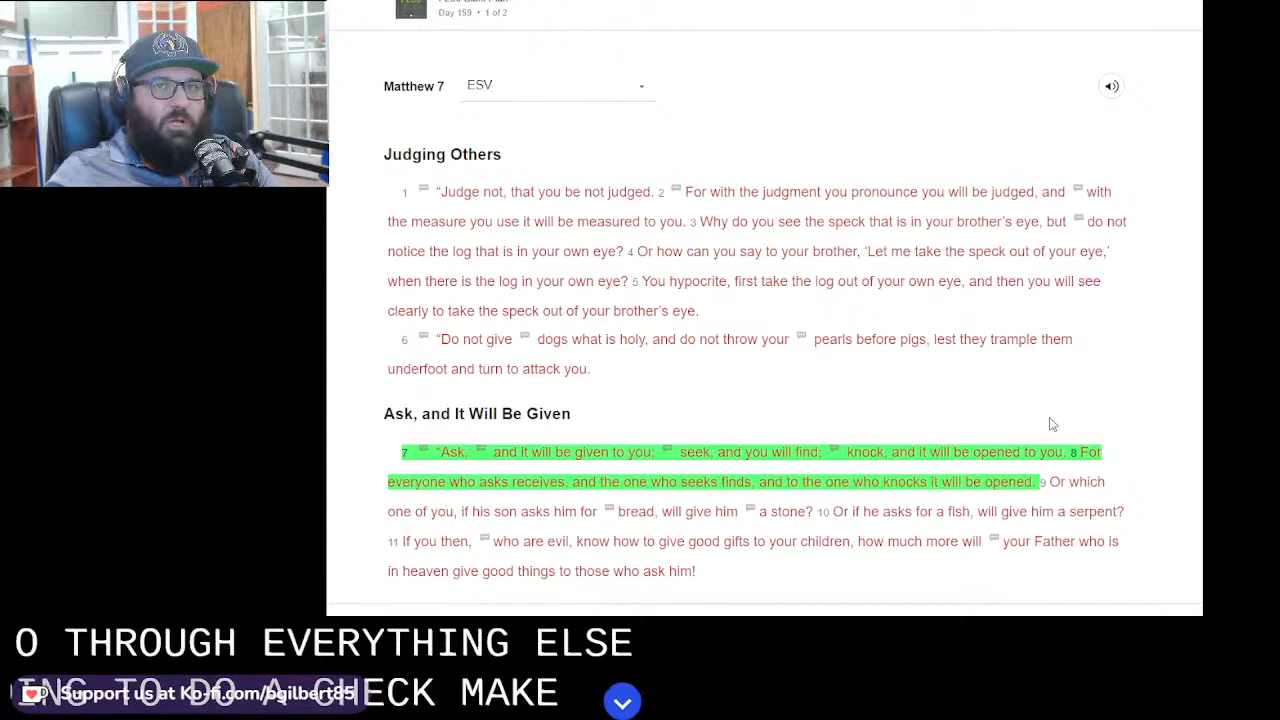 Day 159 • 1 of 2
Matthew 7
ESV
Judging Others
1 “Judge not, that you be not judged. 2 For with the judgment you pronounce you will be judged, and with
the measure you use it will be measured to you. 3 Why do you see the speck that is in your brother’s eye, but do not
notice the log that is in your own eye? 4 Or how can you say to your brother, ‘Let me take the speck out of your eye,’
when there is the log in your own eye? 5 You hypocrite, first take the log out of your own eye, and then you will see
clearly to take the speck out of your brother’s eye.
6 “Do not give dogs what is holy, and do not throw your pearls before pigs, lest they trample them
underfoot and turn to attack you.
Ask, and It Will Be Given
7 “Ask, and it will be given to you; seek, and you will find; knock, and it will be opened to you. 8 For
everyone who asks receives, and the one who seeks finds, and to the one who knocks it will be opened. 9 Or which
one of you, if his son asks him for bread, will give him a stone? 10 Or if he asks for a fish, will give him a serpent?
11 If you then, who are evil, know how to give good gifts to your children, how much more will your Father who is
in heaven give good things to those who ask him!
O THROUGH EVERYTHING ELSE
ING TO DO A CHECK MAKE
Support us at Ko-fi.com/bgilbert85